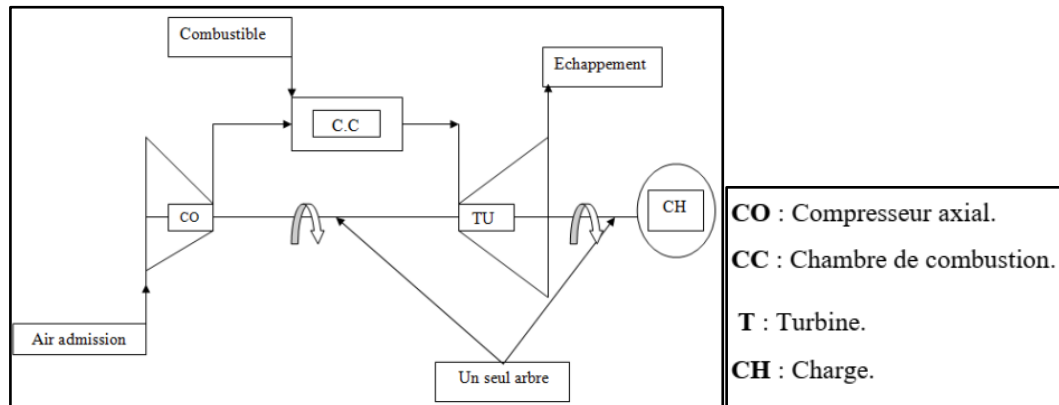 Combustible
Echappement
C.C
CO
TU
CH
Air admission
Un seul arbre
CO : Compresseur axial.
CC : Chambre de combustion.
T : Turbine.
CH : Charge.